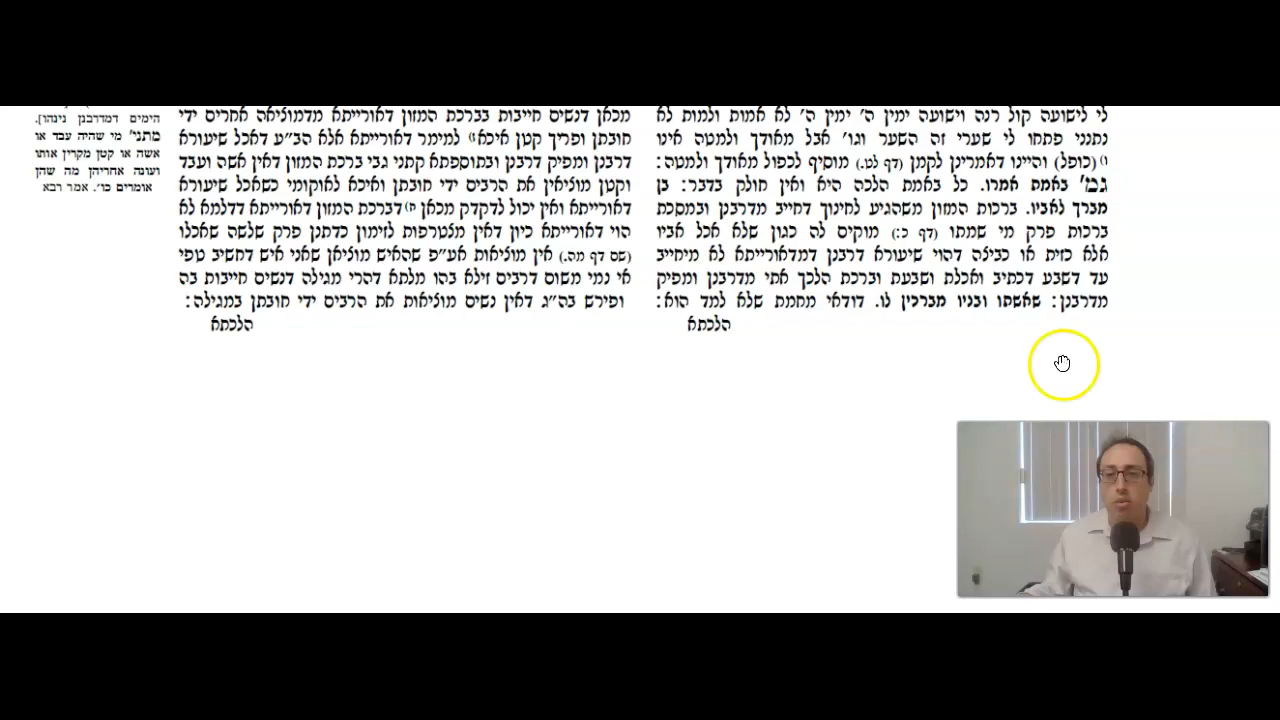 לי לישועה קול רנה וישועה ימין ה' ימין ה' לא אמות ולמות לא
נתנני פתחו לי שערי זה השער וגו' אבל מאודך ולמטה אינו
ו) (כופל) והיינו דאמרינן לקמן (דף לט.) מוסיף לכפול מאודך ולמטה:
גמ' באמת אמרו. כל באמת הלכה היא ואין חולק בדבר: בן
מברך לאביו. ברכות המזון משהגיע לחינוך דחייב מדרבנן ובמסכת
ברכות פרק מי שמתו (דף כ:) מוקים לה כגון שלא אכל אביו
אלא כזית או כביצה דהוי שיעורא דרבנן דמדאורייתא לא מיחייב
עד דשבע דכתיב ואכלת ושבעת וברכת הלכך אתי מדרבנן ומפיק
מדרבנן: שאשתו ובניו מברכין לו. דודאי מחמת שלא למד הוא:
הלכתא
מכאן דנשים חייבות בברכת המזון דאורייתא מדמוציאה אחרים ידי
חובתן ופריך קטן איכא למימר דאורייתא אלא הב"ע דאכל שיעורא
דרבנן ומפיק דרבנן ובתוספתא קתני גבי ברכת המזון דאין אשה ועבד
וקטן מוציאין את הרבים ידי חובתן ואיכא לאוקומי כשאכל שיעורא
דאורייתא ואין יכול לדקדק מכאן דברכת המזון דאורייתא דדלמא לא
הוי דאורייתא כיון דאין מצטרפות לזימון כדתנן פרק שלשה שאכלו
(שם דף מה.) אין מוציאות אע"פ שהאיש מוציאן שאני איש דחשיב טפי
אי נמי משום דרבים זילא בהו מלתא דהרי מגילה דנשים חייבות בה
ופירש בה"ג דאין נשים מוציאות את הרבים ידי חובתן במגילה:
הלכתא
הימים דמדרבנן נינהו].
מתני' מי שהיה עבד או
אשה או קטן מקרין אותו
ועונה אחריהן מה שהן
אומרים כו'. אמר רבא